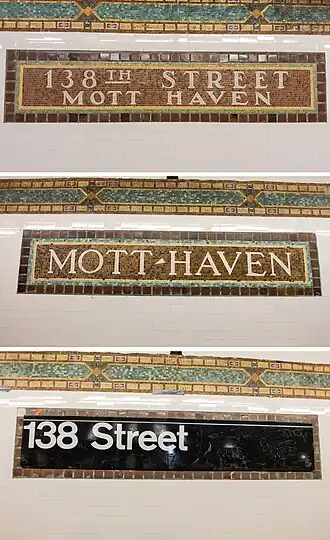 138TH STREET
MOTT HAVEN
MOTT-HAVEN
138 Street